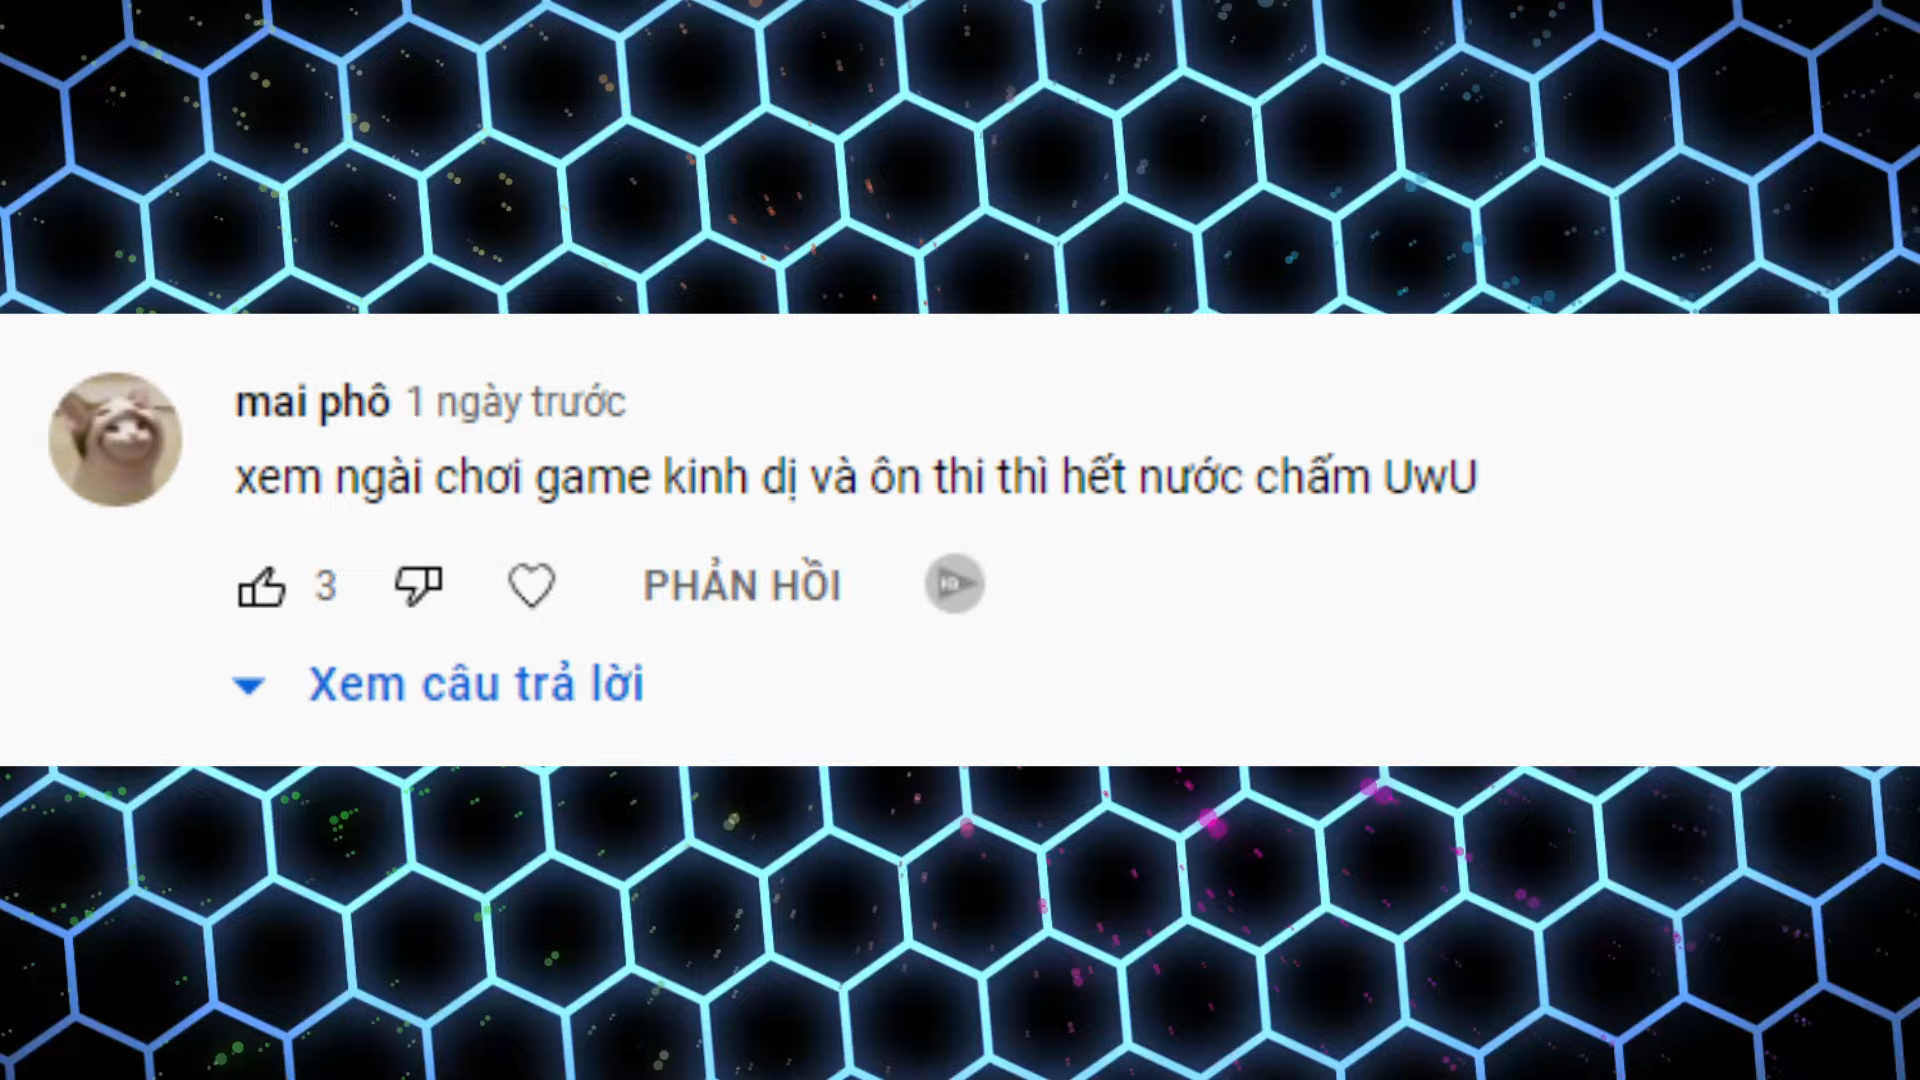 mai phô 1 ngày trước
xem ngài chơi game kinh dị và ôn thi thì hết nước chấm UwU
3 PHẢN HỒI
Xem câu trả lời